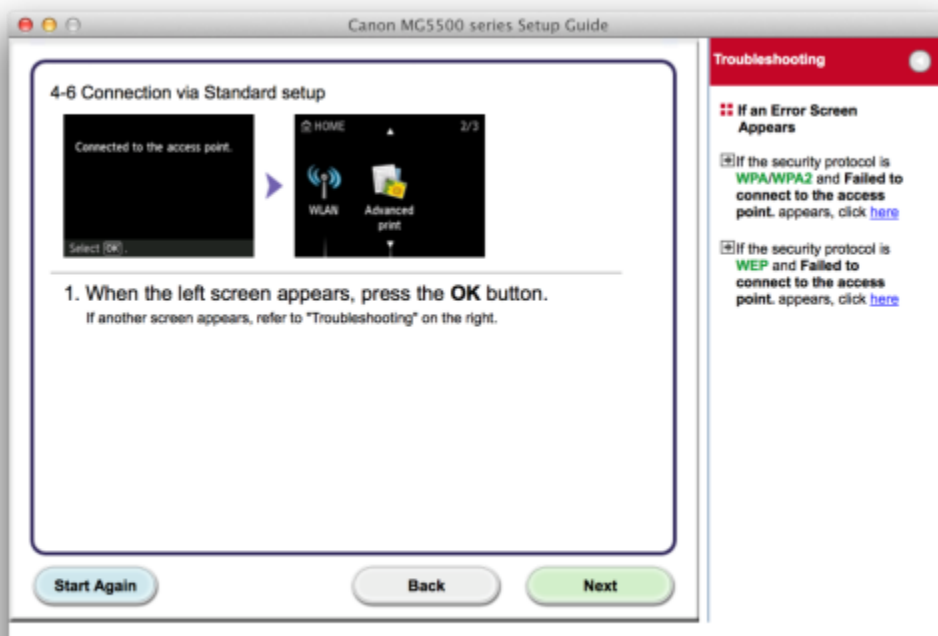 Canon MG5500 series Setup Guide
4-6 Connection via Standard setup
Connected to the access point.
Select OK .
HOME
2/3
WLAN
Advanced
print
1. When the left screen appears, press the OK button.
If another screen appears, refer to "Troubleshooting" on the right.
Start Again
Back
Next
Troubleshooting
If an Error Screen
Appears
If the security protocol is
WPA/WPA2 and Failed to
connect to the access
point. appears, click here
If the security protocol is
WEP and Failed to
connect to the access
point. appears, click here